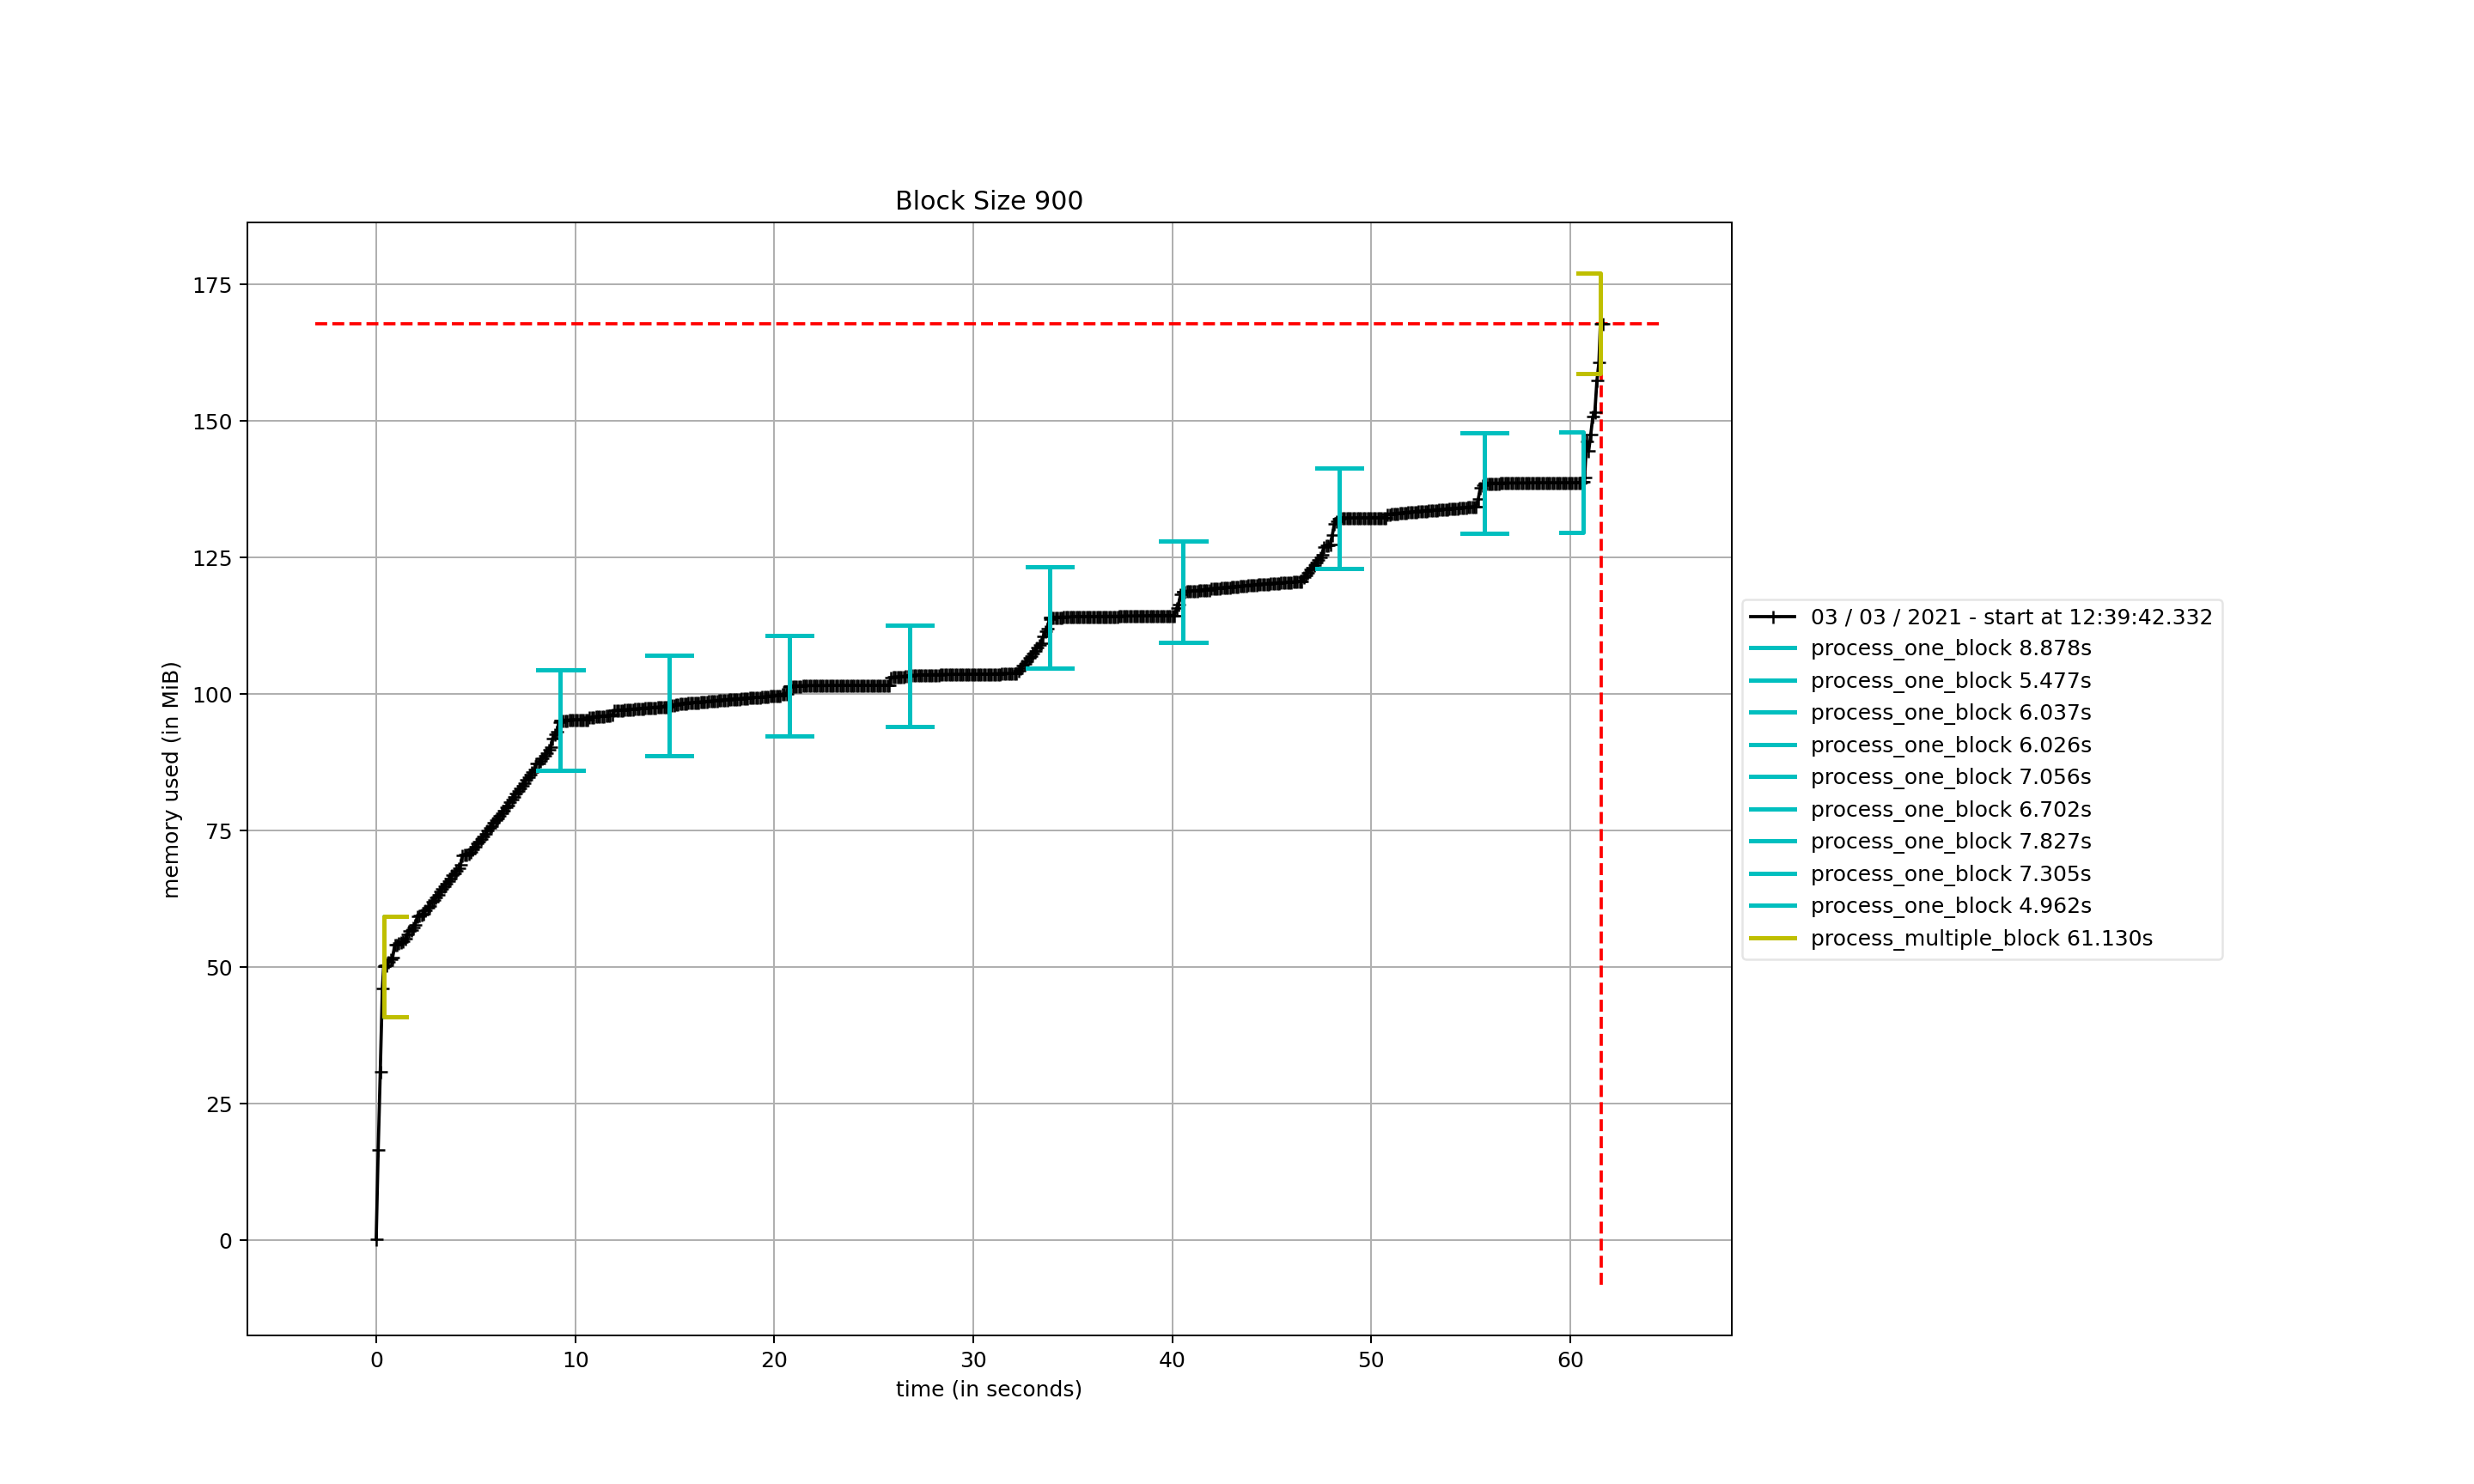 Block Size 900
175
150
125
100
75
50
25
0
memory used (in MiB)
0 10 20 30 40 50 60
time (in seconds)
03 / 03 / 2021 - start at 12:39:42.332
process_one_block 8.878s
process_one_block 5.477s
process_one_block 6.037s
process_one_block 6.026s
process_one_block 7.056s
process_one_block 6.702s
process_one_block 7.827s
process_one_block 7.305s
process_one_block 4.962s
process_multiple_block 61.130s